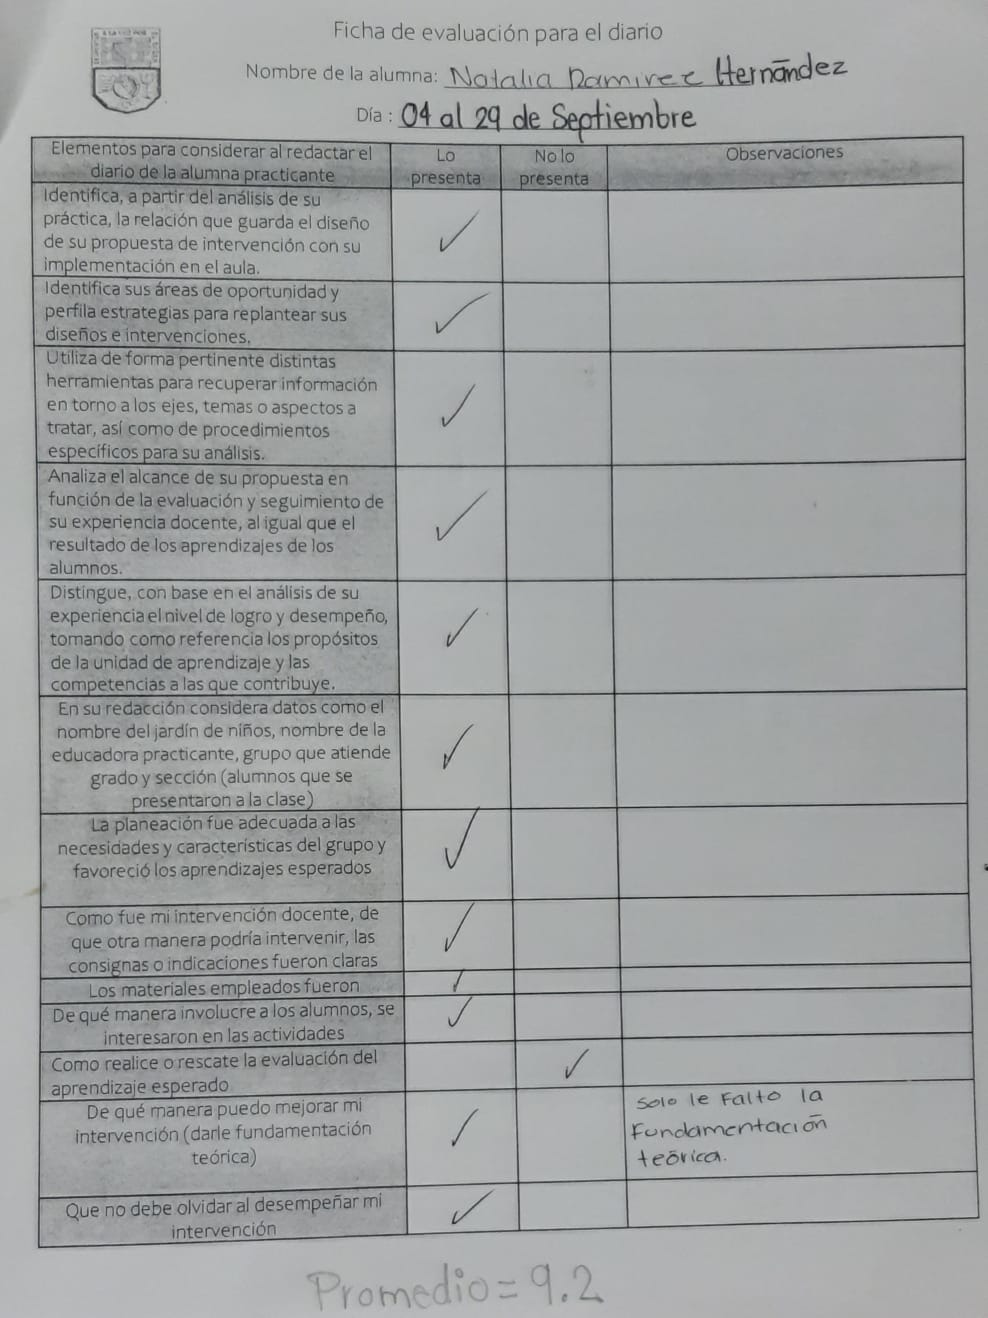 Ficha de evaluación para el diario
Nombre de la alumna: Natalia Ramirez Hernández
Día : 04 al 29 de Septiembre
Elementos para considerar al redactar el
diario de la alumna practicante
Lo
presenta
No lo
presenta
Observaciones
Identifica, a partir del análisis de su
práctica, la relación que guarda el diseño
de su propuesta de intervención con su
implementación en el aula.
Identifica sus áreas de oportunidad y
perfila estrategias para replantear sus
diseños e intervenciones.
Utiliza de forma pertinente distintas
herramientas para recuperar información
en torno a los ejes, temas o aspectos a
tratar, así como de procedimientos
específicos para su análisis.
Analiza el alcance de su propuesta en
función de la evaluación y seguimiento de
su experiencia docente, al igual que el
resultado de los aprendizajes de los
alumnos.
Distingue, con base en el análisis de su
experiencia el nivel de logro y desempeño,
tomando como referencia los propósitos
de la unidad de aprendizaje y las
competencias a las que contribuye.
En su redacción considera datos como el
nombre del jardín de niños, nombre de la
educadora practicante, grupo que atiende
grado y sección (alumnos que se
presentaron a la clase)
La planeación fue adecuada a las
necesidades y características del grupo y
favoreció los aprendizajes esperados
Como fue mi intervención docente, de
que otra manera podría intervenir, las
consignas o indicaciones fueron claras
Los materiales empleados fueron
De qué manera involucre a los alumnos, se
interesaron en las actividades
Como realice o rescate la evaluación del
aprendizaje esperado
De qué manera puedo mejorar mi
intervención (darle fundamentación
teórica)
Solo le Falto la
Fundamentación
teórica.
Que no debe olvidar al desempeñar mi
intervención
Promedio = 9.2